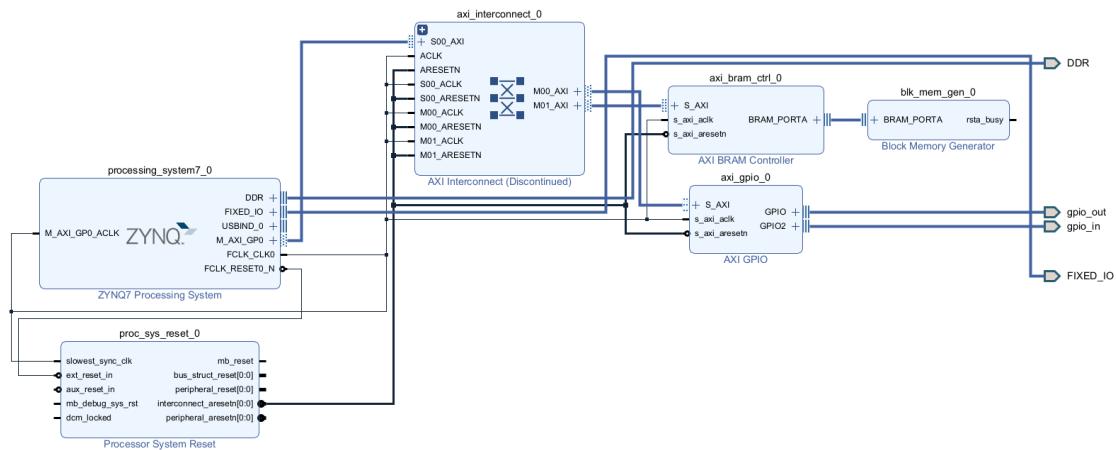 axi_interconnect_0
S00_AXI
ACLK
ARESETN
S00_ACLK
S00_ARESETN
M00_ACLK
M00_ARESETN
M01_ACLK
M01_ARESETN
M00_AXI
M01_AXI
AXI Interconnect (Discontinued)
axi_bram_ctrl_0
S_AXI
s_axi_aclk
s_axi_aresetn
BRAM_PORTA
AXI BRAM Controller
blk_mem_gen_0
BRAM_PORTA
rsta_busy
Block Memory Generator
DDR
processing_system7_0
M_AXI_GP0_ACLK
ZYNQ
DDR
FIXED_IO
USBIND_0
M_AXI_GP0
FCLK_CLK0
FCLK_RESET0_N
ZYNQ7 Processing System
axi_gpio_0
S_AXI
s_axi_aclk
s_axi_aresetn
GPIO
GPIO2
AXI GPIO
gpio_out
gpio_in
FIXED_IO
proc_sys_reset_0
slowest_sync_clk
ext_reset_in
aux_reset_in
mb_debug_sys_rst
dcm_locked
mb_reset
bus_struct_reset[0:0]
peripheral_reset[0:0]
interconnect_aresetn[0:0]
peripheral_aresetn[0:0]
Processor System Reset